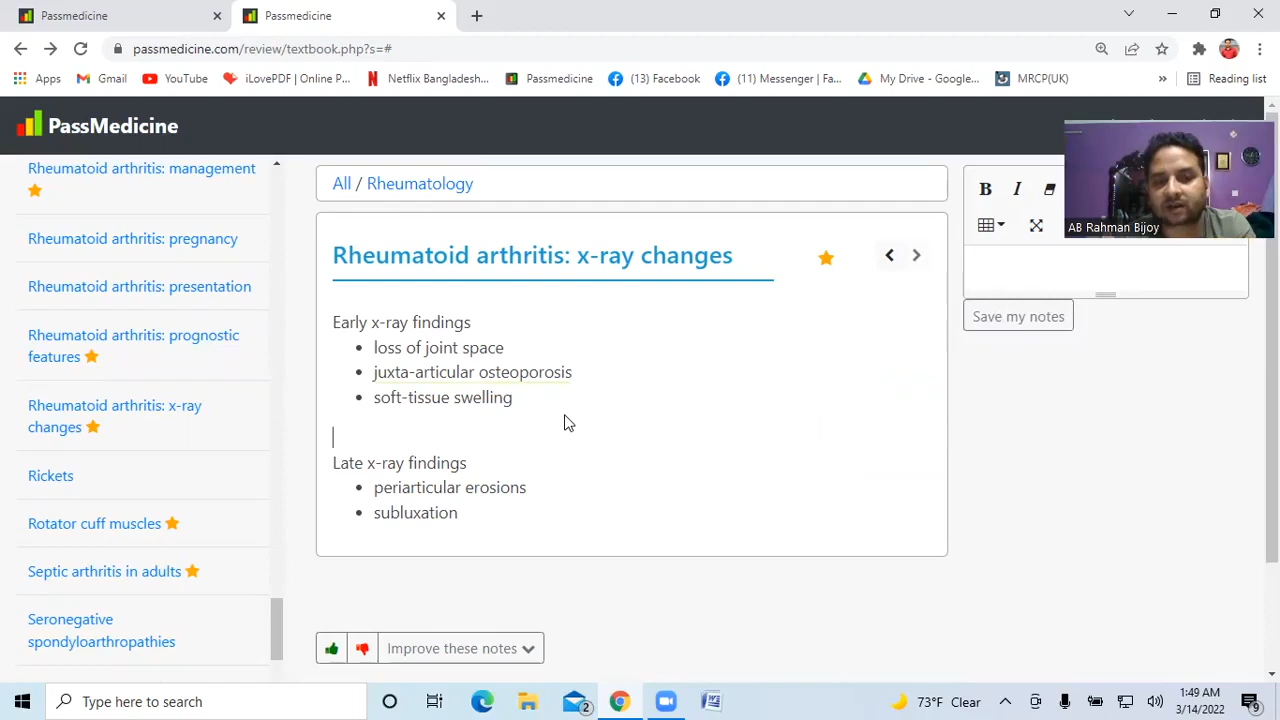 Passmedicine
Passmedicine
passmedicine.com/review/textbook.php?s=#
Apps
Gmail
YouTube
iLovePDF | Online P...
Netflix Bangladesh...
Passmedicine
(13) Facebook
(11) Messenger | Fa...
My Drive - Google...
MRCP(UK)
»
Reading list
PassMedicine
Rheumatoid arthritis: management
Rheumatoid arthritis: pregnancy
Rheumatoid arthritis: presentation
Rheumatoid arthritis: prognostic
features
Rheumatoid arthritis: x-ray
changes
Rickets
Rotator cuff muscles
Septic arthritis in adults
Seronegative
spondyloarthropathies
All / Rheumatology
Rheumatoid arthritis: x-ray changes
Early x-ray findings
• loss of joint space
• juxta-articular osteoporosis
• soft-tissue swelling
Late x-ray findings
• periarticular erosions
• subluxation
Improve these notes
B I
AB Rahman Bijoy
Save my notes
Type here to search
2
73°F Clear
1:49 AM
3/14/2022
9